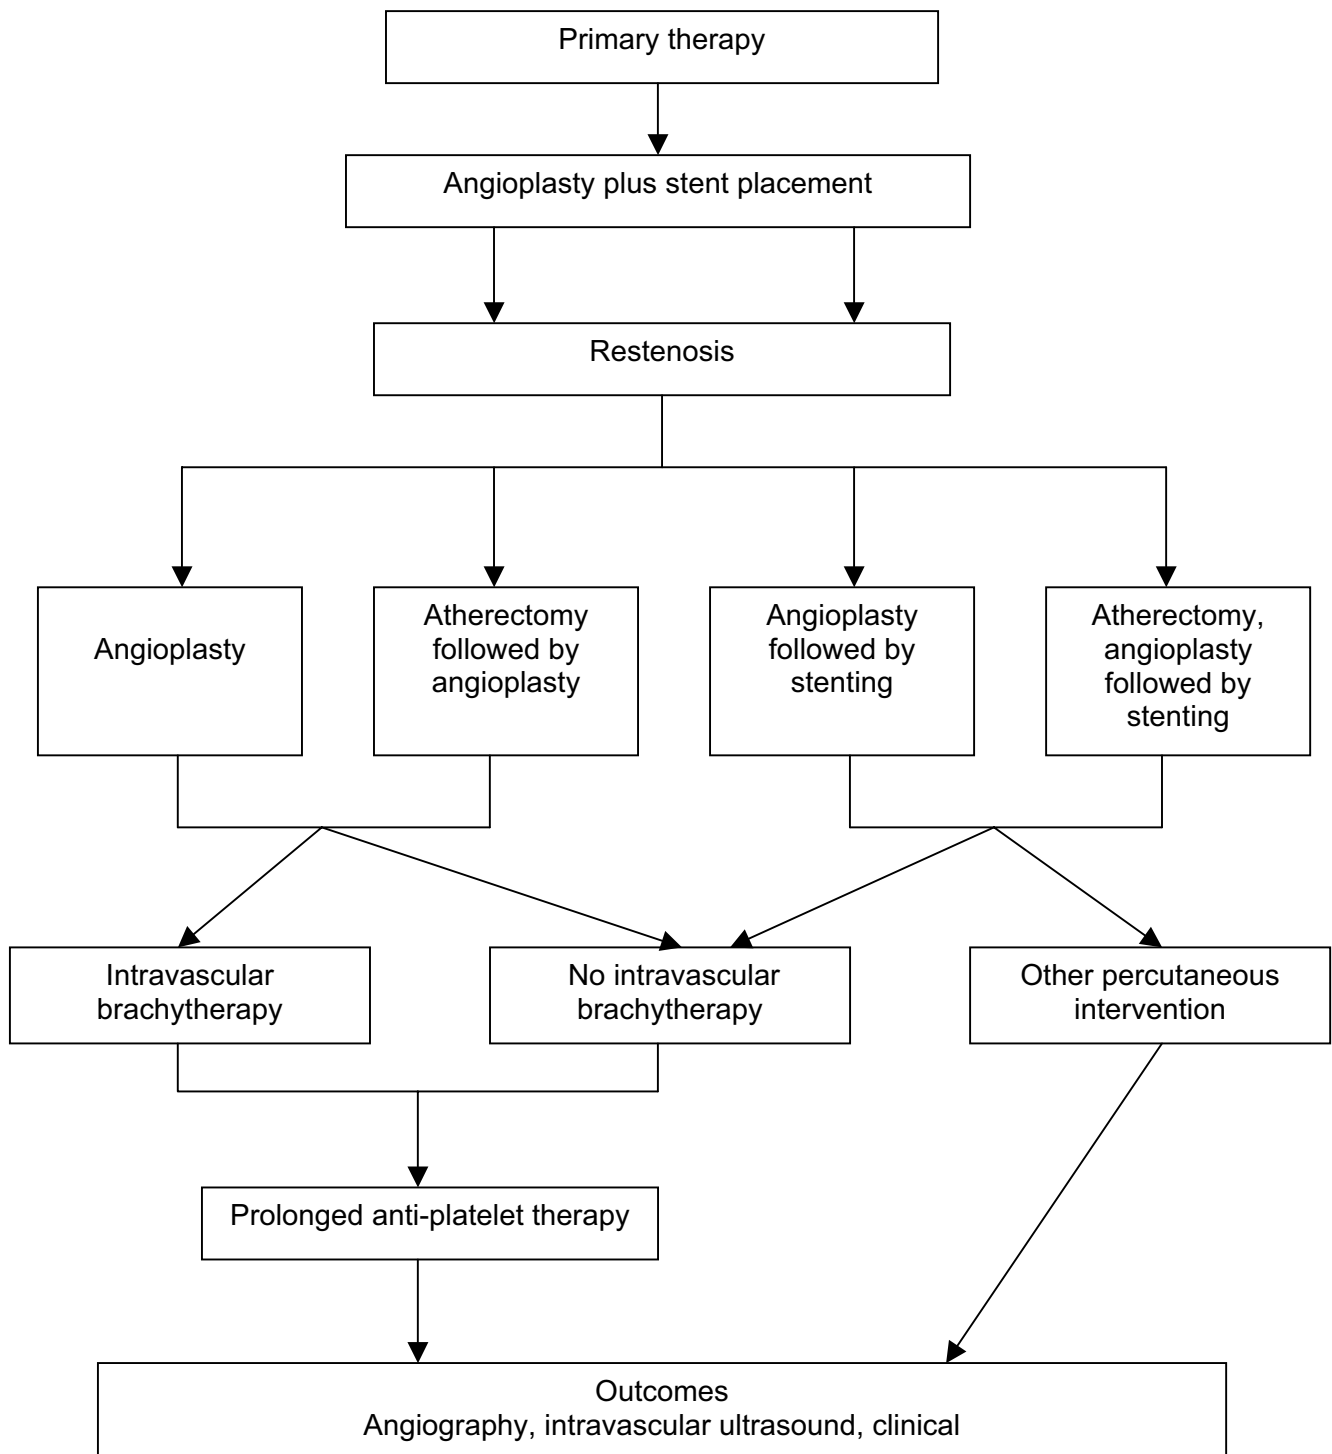 Primary therapy
Angioplasty plus stent placement
Restenosis
Angioplasty
Atherectomy
followed by
angioplasty
Angioplasty
followed by
stenting
Atherectomy,
angioplasty
followed by
stenting
Intravascular
brachytherapy
No intravascular
brachytherapy
Other percutaneous
intervention
Prolonged anti-platelet therapy
Outcomes
Angiography, intravascular ultrasound, clinical